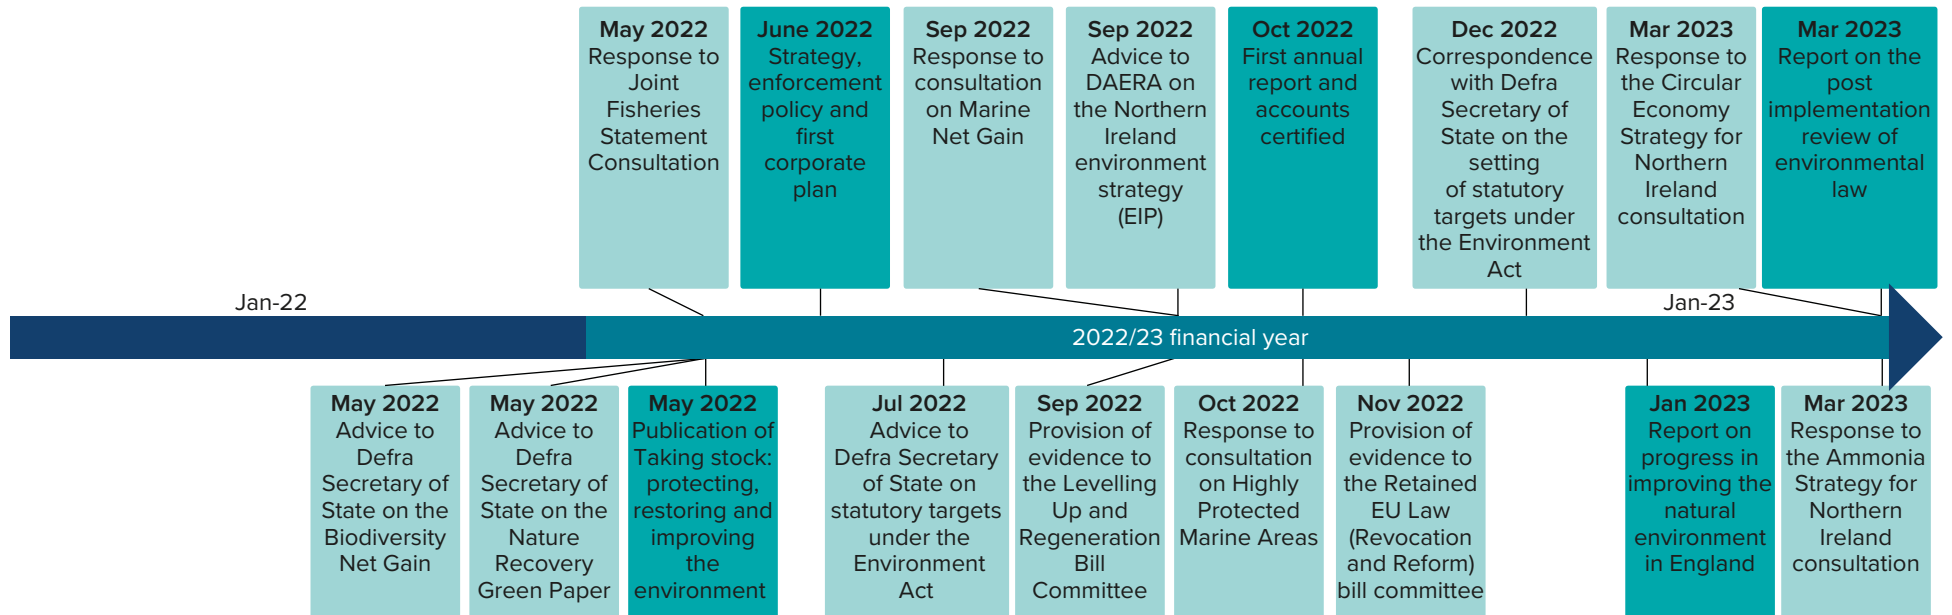 May 2022
Response to
Joint
Fisheries
Statement
Consultation
June 2022
Strategy,
enforcement
policy and
first
corporate
plan
Sep 2022
Response to
consultation
on Marine
Net Gain
Sep 2022
Advice to
DAERA on
the Northern
Ireland
environment
strategy
(EIP)
Oct 2022
First annual
report and
accounts
certified
Dec 2022
Correspondence
with Defra
Secretary of
State on the
setting
of statutory
targets under
the Environment
Act
Mar 2023
Response to
the Circular
Economy
Strategy for
Northern
Ireland
consultation
Mar 2023
Report on the
post
implementation
review of
environmental
law
Jan-22
Jan-23
2022/23 financial year
May 2022
Advice to
Defra
Secretary of
State on the
Biodiversity
Net Gain
May 2022
Advice to
Defra
Secretary of
State on the
Nature
Recovery
Green Paper
May 2022
Publication of
Taking stock:
protecting,
restoring and
improving
the
environment
Jul 2022
Advice to
Defra Secretary
of State on
statutory targets
under the
Environment
Act
Sep 2022
Provision of
evidence to
the Levelling
Up and
Regeneration
Bill
Committee
Oct 2022
Response to
consultation
on Highly
Protected
Marine Areas
Nov 2022
Provision of
evidence to
the Retained
EU Law
(Revocation
and Reform)
bill committee
Jan 2023
Report on
progress in
improving the
natural
environment
in England
Mar 2023
Response to
the Ammonia
Strategy for
Northern
Ireland
consultation